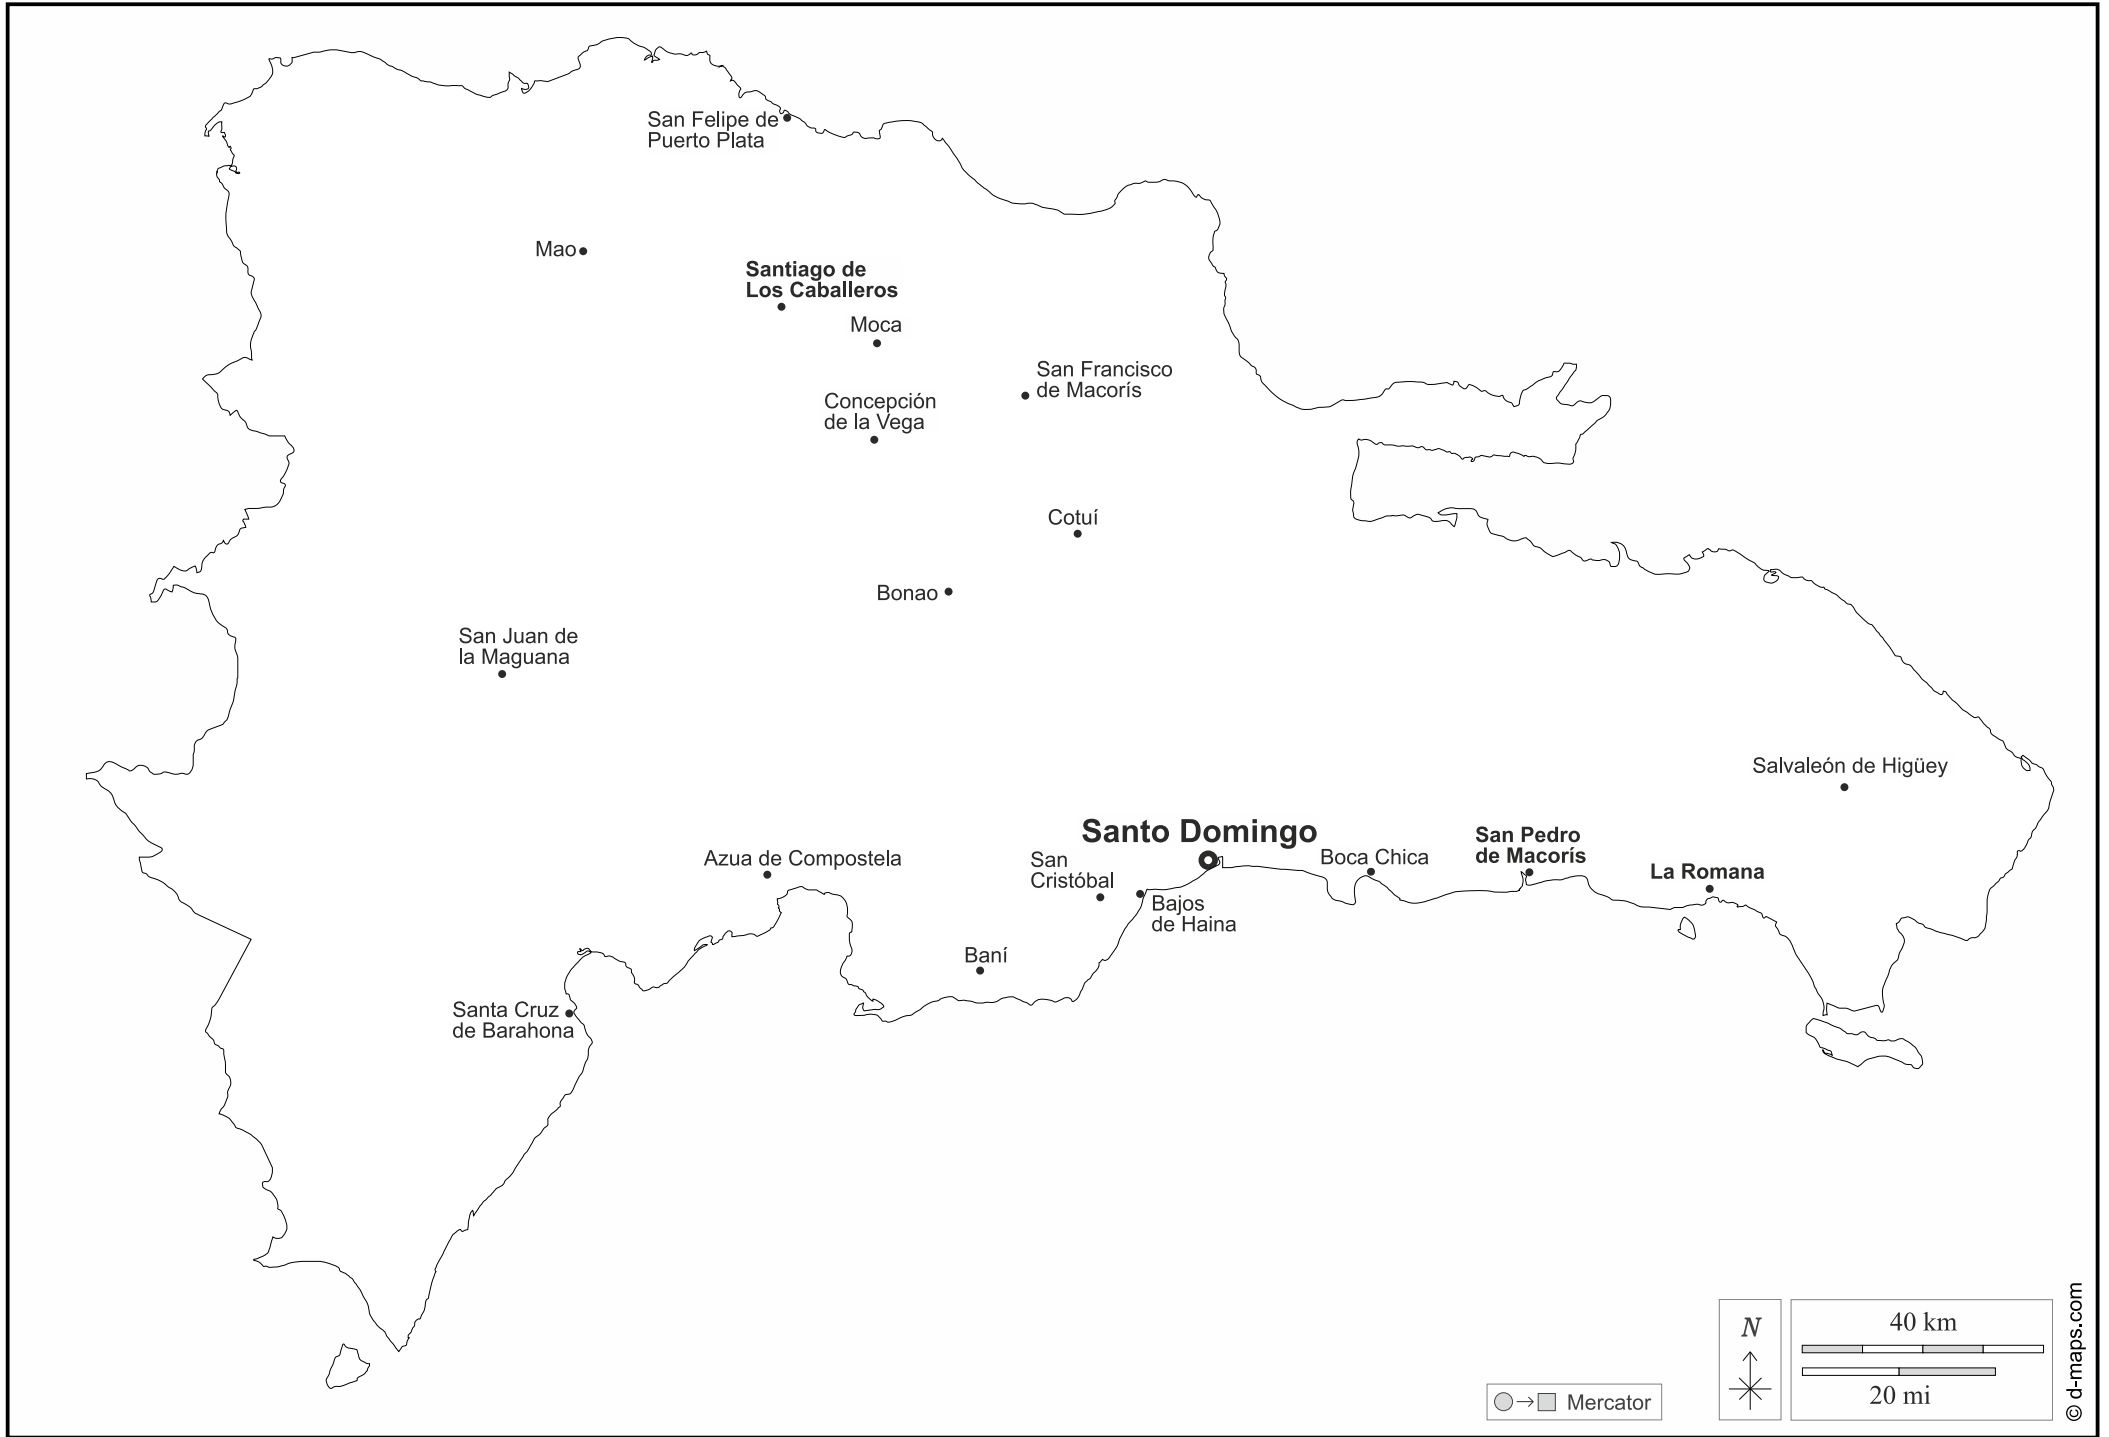 San Felipe de
Puerto Plata
Mao
Santiago de
Los Caballeros
Moca
San Francisco
de Macorís
Concepción
de la Vega
Cotuí
Bonao
San Juan de
la Maguana
Salvaleón de Higüey
Santo Domingo
San Pedro
de Macorís
Azua de Compostela
San
Cristóbal
Boca Chica
La Romana
Bajos
de Haina
Baní
Santa Cruz
de Barahona
N
40 km
20 mi
Mercator
© d-maps.com